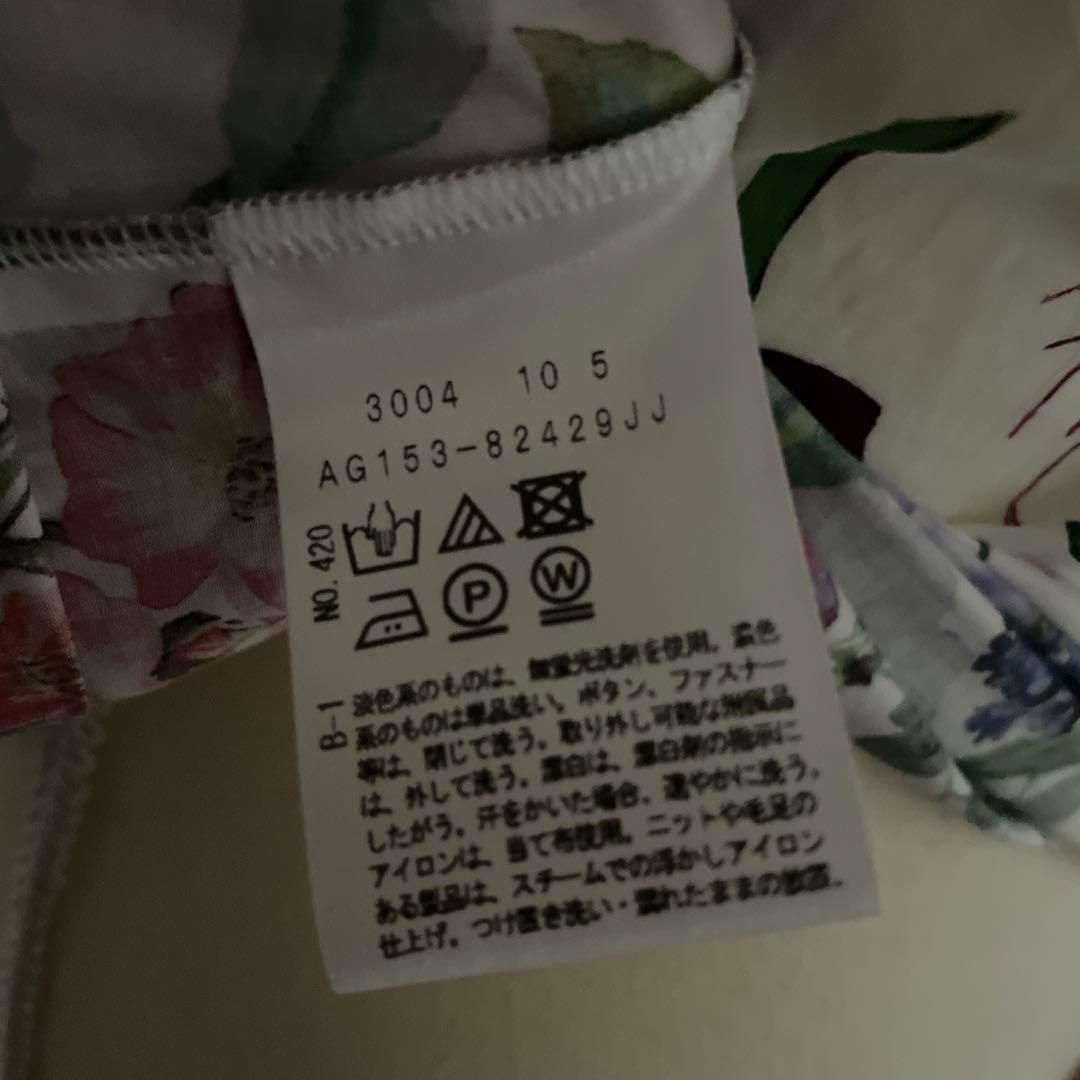 3004 10 5
AG153-82429JJ
NO. 420
P
W
B-1
淡色系のものは、無蛍光洗剤を使用。濃色
系のものは単品洗い。ボタン、ファスナー
等は、閉じて洗う。取り外し可能な附属品
は、外して洗う。漂白は、漂白剤の指示に
したがう。汗をかいた場合、速やかに洗う。
アイロンは、当て布使用。ニットや毛足の
ある製品は、スチームでの浮かしアイロン
仕上げ。つけ置き洗い・濡れたままの放置、